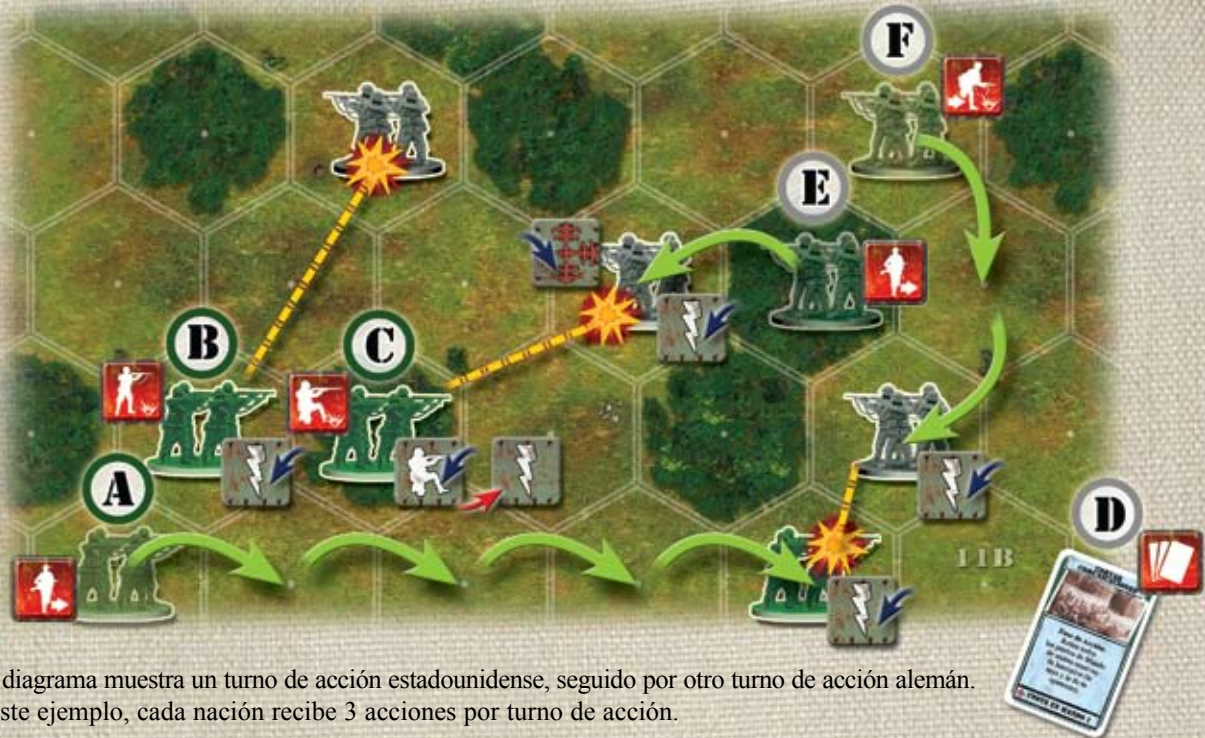 F
E
B
C
A
D
11B
diagrama muestra un turno de acción estadounidense, seguido por otro turno de acción alemán.
ste ejemplo, cada nación recibe 3 acciones por turno de acción.